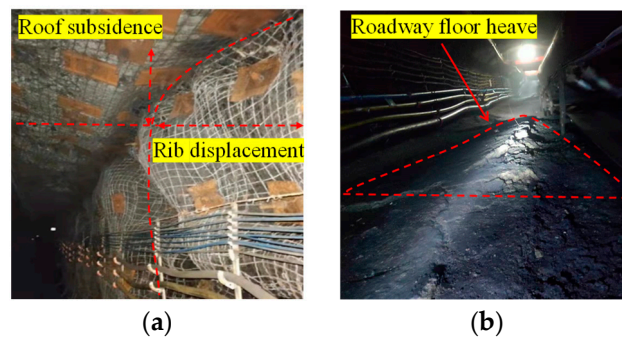 Roof subsidence
Rib displacement
(a)
Roadway floor heave
(b)